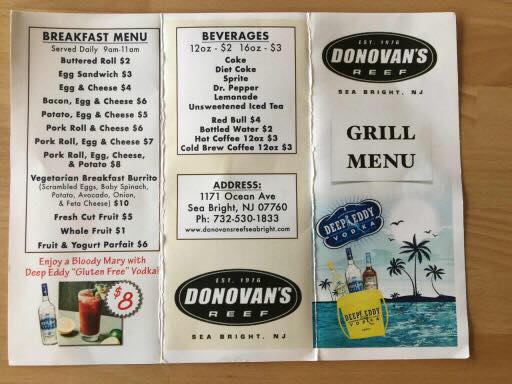 BREAKFAST MENU
Served Daily 9am-11am
Buttered Roll $2
Egg Sandwich $3
Egg & Cheese $4
Bacon, Egg & Cheese $6
Potato, Egg & Cheese $5
Pork Roll & Cheese $6
Pork Roll, Egg & Cheese $7
Pork Roll, Egg, Cheese,
& Potato $8
Vegetarian Breakfast Burrito
(Scrambled Eggs, Baby Spinach,
Potato, Avocado, Onion,
& Feta Cheese) $10
Fresh Cut Fruit $5
Whole Fruit $1
Fruit & Yogurt Parfait $6
Enjoy a Bloody Mary with
Deep Eddy "Gluten Free" Vodka!
$8
BEVERAGES
12oz - $2 16oz - $3
Coke
Diet Coke
Sprite
Dr. Pepper
Lemonade
Unsweetened Iced Tea
Red Bull $4
Bottled Water $2
Hot Coffee 12oz $3
Cold Brew Coffee 12oz $3
ADDRESS:
1171 Ocean Ave
Sea Bright, NJ 07760
Ph: 732-530-1833
www.donovansreefseabright.com
EST. 1976
DONOVAN'S
REEF
SEA BRIGHT, NJ
EST. 1976
DONOVAN'S
REEF
SEA BRIGHT, NJ
GRILL
MENU
DEEP EDDY
VODKA
DEEP EDDY
VODKA